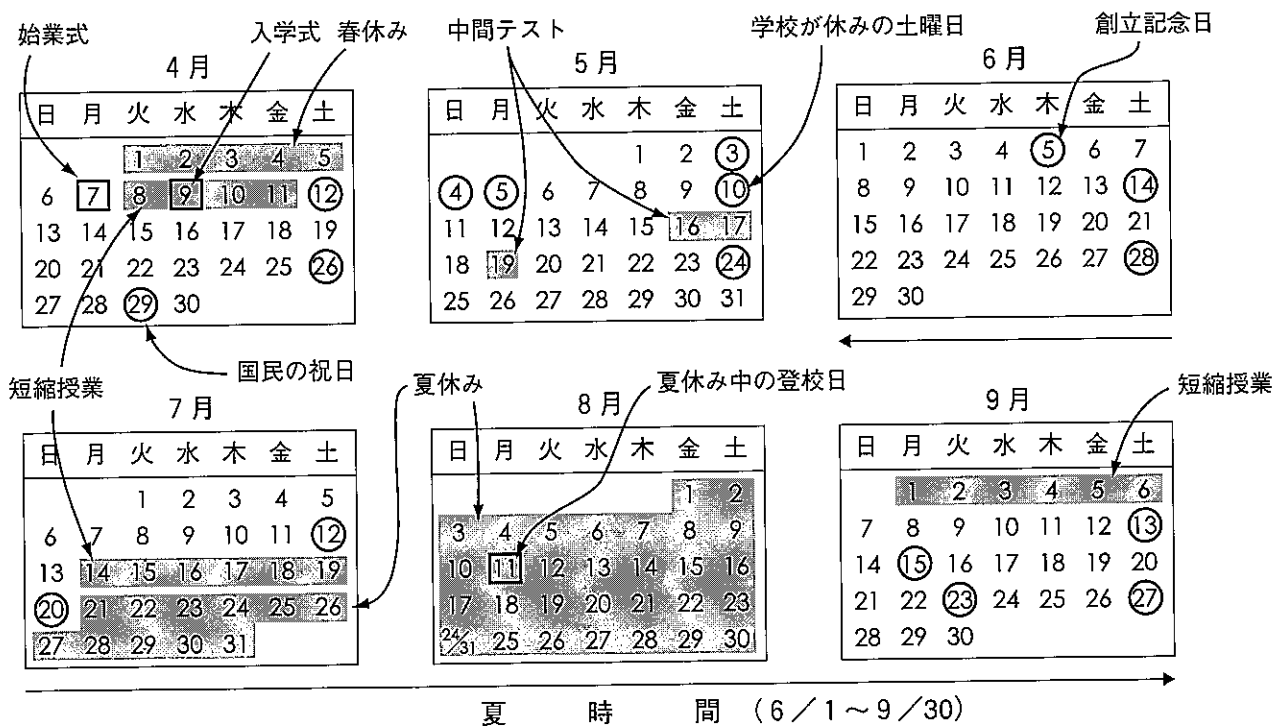 始業式
入学式 春休み
中間テスト
学校が休みの土曜日
創立記念日
4月
日 月 火 水 木 金 土
1 2 3 4 5
6 7 8 9 10 11 12
13 14 15 16 17 18 19
20 21 22 23 24 25 26
27 28 29 30
5月
日 月 火 水 木 金 土
1 2 3
4 5 6 7 8 9 10
11 12 13 14 15 16 17
18 19 20 21 22 23 24
25 26 27 28 29 30 31
6月
日 月 火 水 木 金 土
1 2 3 4 5 6 7
8 9 10 11 12 13 14
15 16 17 18 19 20 21
22 23 24 25 26 27 28
29 30
短縮授業
国民の祝日
夏休み
夏休み中の登校日
短縮授業
7月
日 月 火 水 木 金 土
1 2 3 4 5
6 7 8 9 10 11 12
13 14 15 16 17 18 19
20 21 22 23 24 25 26
27 28 29 30 31
8月
日 月 火 水 木 金 土
1 2
3 4 5 6 7 8 9
10 11 12 13 14 15 16
17 18 19 20 21 22 23
24/31 25 26 27 28 29 30
9月
日 月 火 水 木 金 土
1 2 3 4 5 6
7 8 9 10 11 12 13
14 15 16 17 18 19 20
21 22 23 24 25 26 27
28 29 30
夏時間(6/1~9/30)